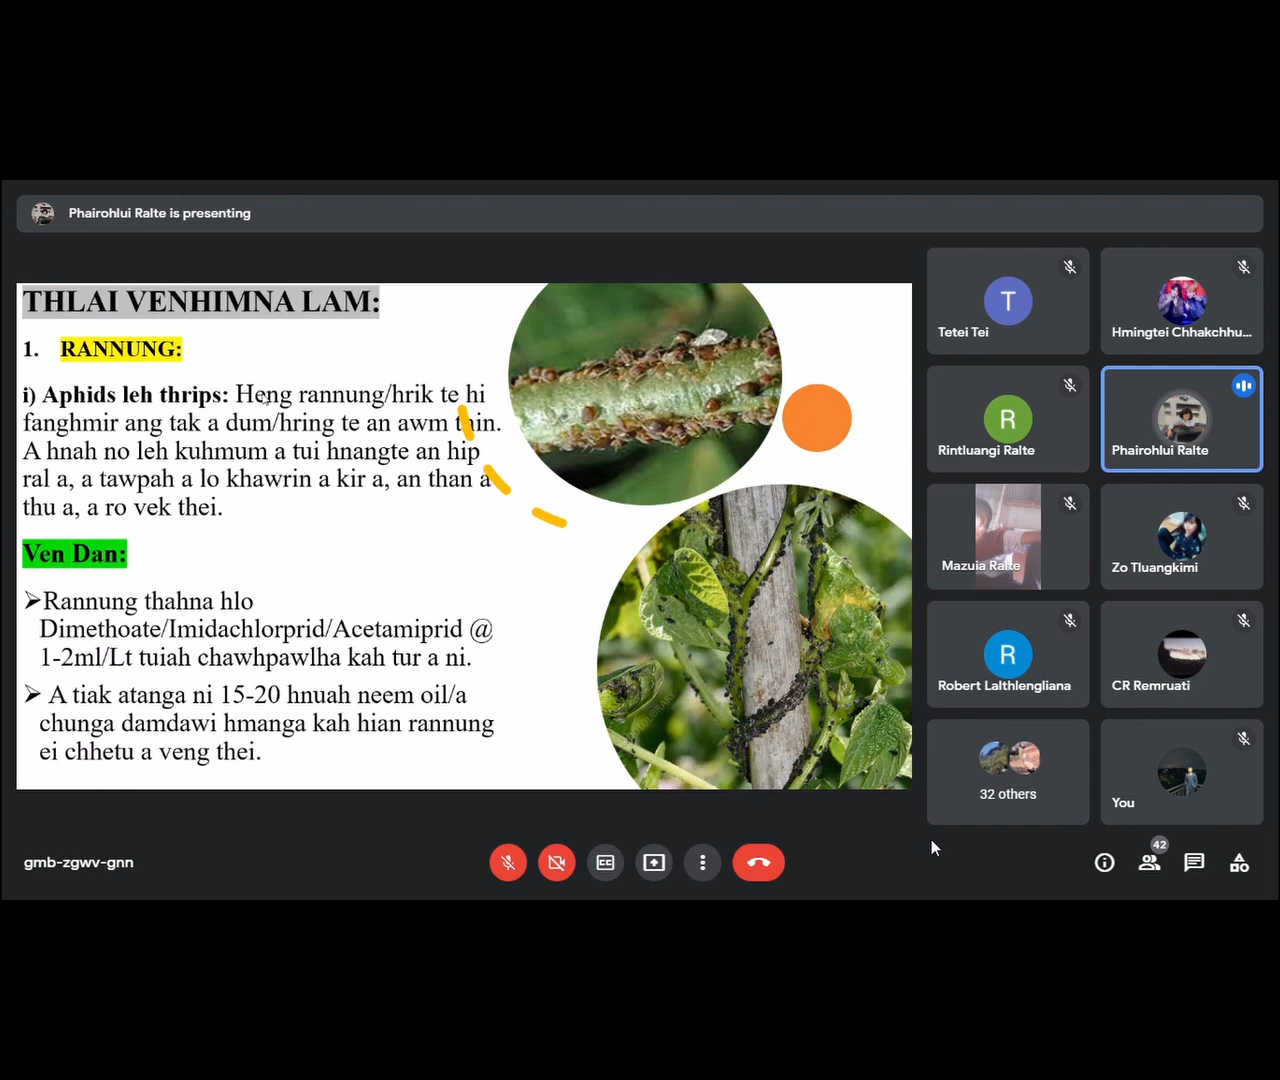 Phairohlui Ralte is presenting
THLAI VENHIMNA LAM:
1. RANNUNG:
i) Aphids leh thrips: Heng rannung/hrik te hi
fanghmir ang tak a dum/hring te an awm thin.
A hnah no leh kuhmum a tui hnangte an hip
ral a, a tawpah a lo khawrin a kir a, an than a
thu a, a ro vek thei.
Ven Dan:
➢Rannung thahna hlo
Dimethoate/Imidachlorprid/Acetamiprid @
1-2ml/Lt tuiah chawhpawlha kah tur a ni.
➢ A tiak atanga ni 15-20 hnuah neem oil/a
chunga damdawi hmanga kah hian rannung
ei chhetu a veng thei.
T
Tetei Tei
Hmingtei Chhakchhu...
R
Rintluangi Ralte
Phairohlui Ralte
Mazuia Ralte
Zo Tluangkimi
R
Robert Lalthlengliana
CR Remruati
32 others
You
gmb-zgwv-gnn
CC
42